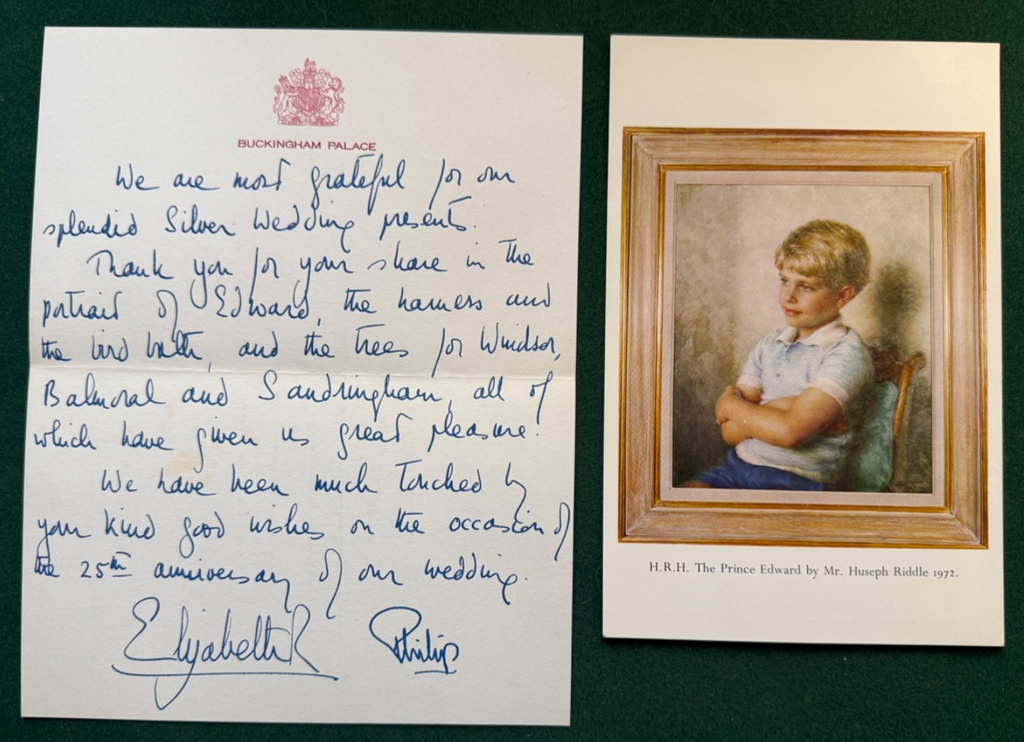 BUCKINGHAM PALACE
We are most grateful for our
splendid Silver Wedding presents.
Thank you for your share in the
portrait of Edward, the harness and
the bird bath, and the trees for Windsor,
Balmoral and Sandringham, all of
which have given us great pleasure.
We have been much touched by
your kind good wishes on the occasion of
the 25th anniversary of our wedding.
Elizabeth R Philip
H.R.H. The Prince Edward by Mr. Huseph Riddle 1972.